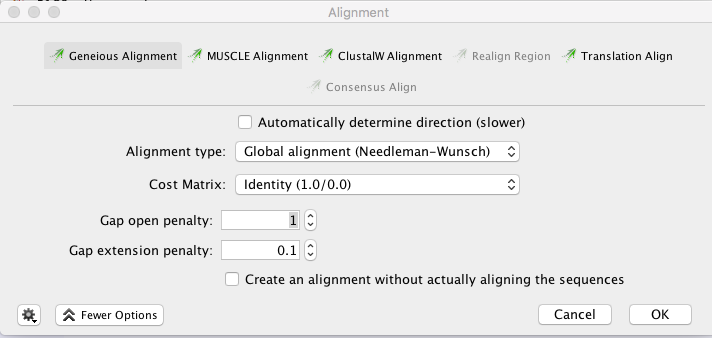 Alignment
Geneious Alignment MUSCLE Alignment ClustalW Alignment Realign Region Translation Align
Consensus Align
Automatically determine direction (slower)
Alignment type: Global alignment (Needleman-Wunsch)
Cost Matrix: Identity (1.0/0.0)
Gap open penalty: 1
Gap extension penalty: 0.1
Create an alignment without actually aligning the sequences
Fewer Options Cancel OK